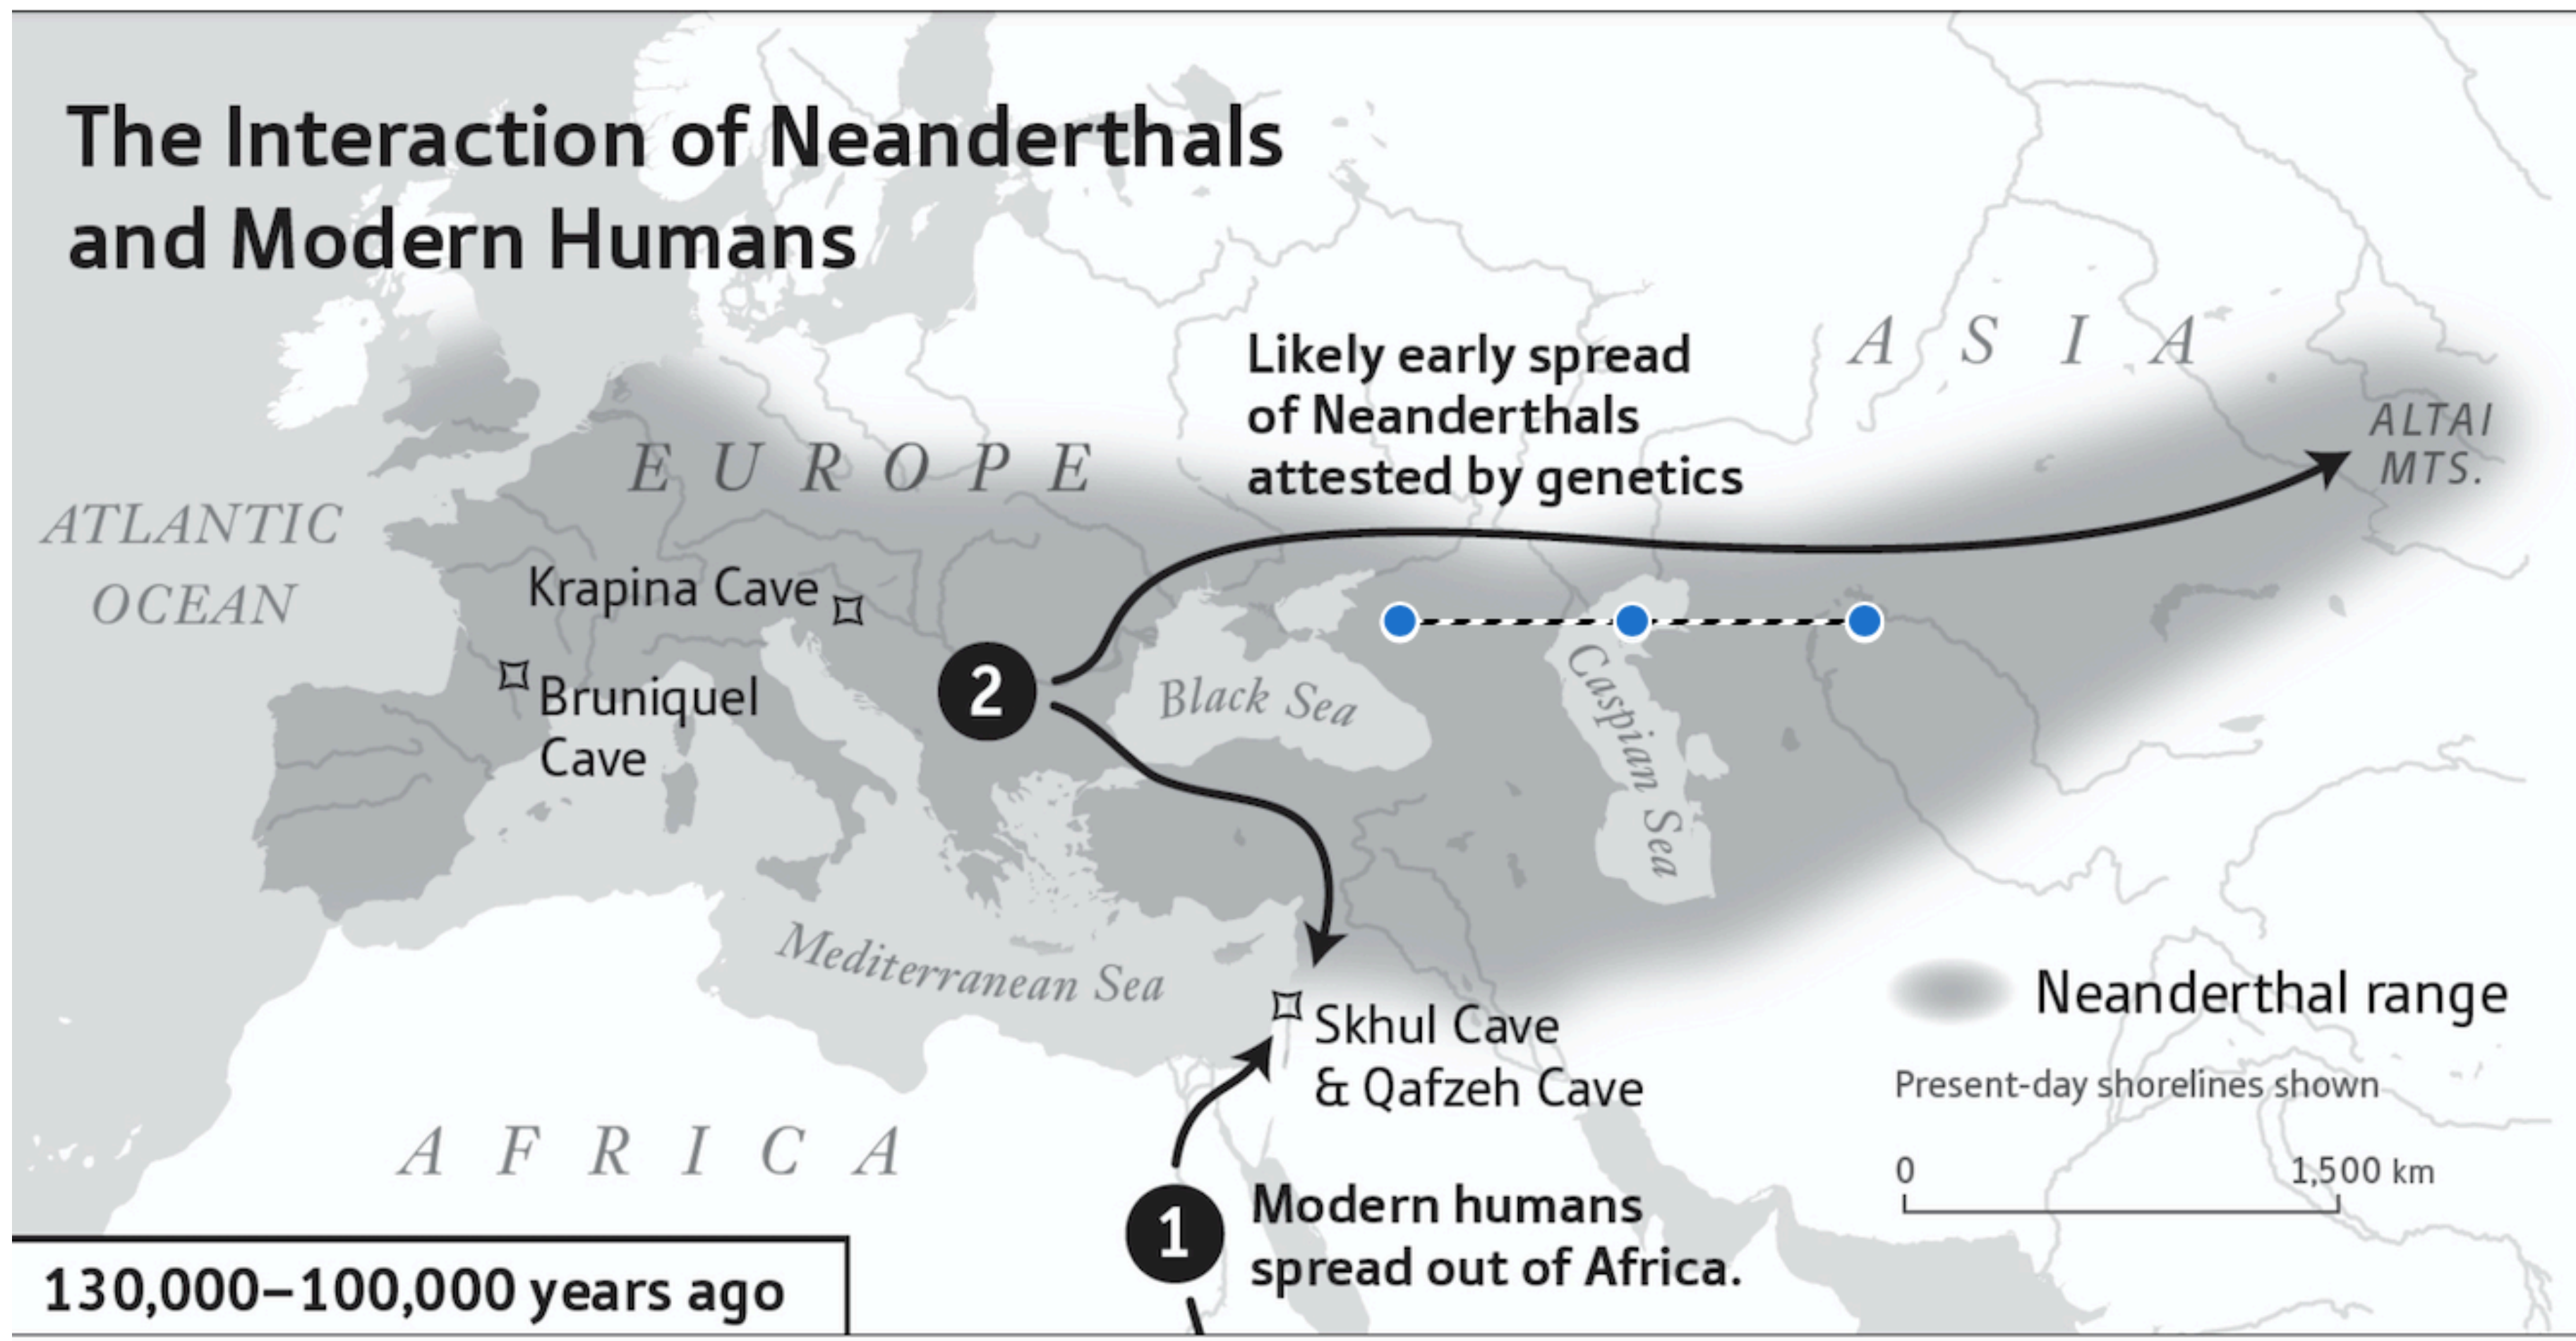 The Interaction of Neanderthals
and Modern Humans
Likely early spread
of Neanderthals
attested by genetics
ASIA
ALTAI
MTS.
EUROPE
ATLANTIC
OCEAN
Krapina Cave
Bruniquel
Cave
2
Black Sea
Caspian Sea
Mediterranean Sea
Skhul Cave
& Qafzeh Cave
Neanderthal range
Present-day shorelines shown
0 1,500 km
AFRICA
1
Modern humans
spread out of Africa.
130,000–100,000 years ago